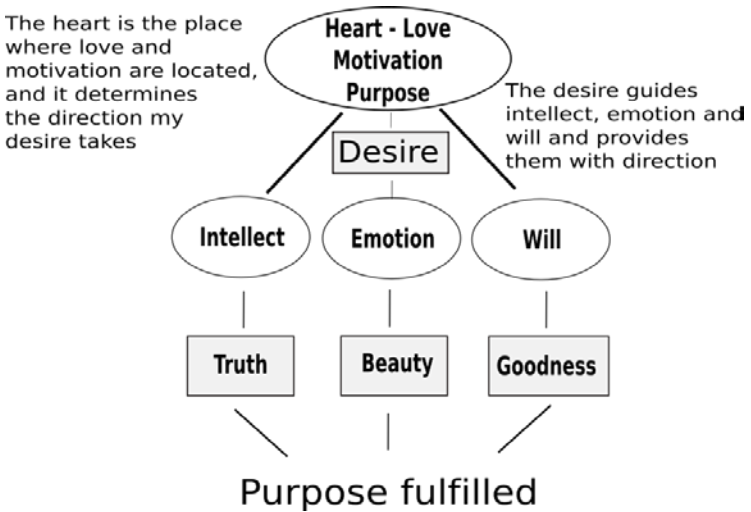 The heart is the place
where love and
motivation are located,
and it determines
the direction my
desire takes
Heart - Love
Motivation
Purpose
The desire guides
intellect, emotion and
will and provides
them with direction
Desire
Intellect
Emotion
Will
Truth
Beauty
Goodness
Purpose fulfilled